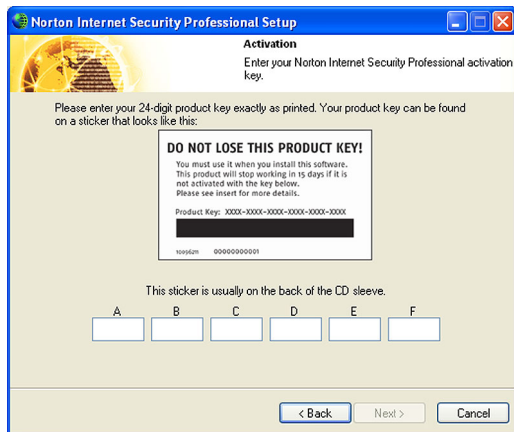 Norton Internet Security Professional Setup
Activation
Enter your Norton Internet Security Professional activation
key.
Please enter your 24-digit product key exactly as printed. Your product key can be found
on a sticker that looks like this:
DO NOT LOSE THIS PRODUCT KEY!
You must use it when you install this software.
This product will stop working in 15 days if it is
not activated with the key below.
Please see insert for more details.
Product Key: XXXX-XXXX-XXXX-XXXX-XXXX-XXXX
10096211 00000000001
This sticker is usually on the back of the CD sleeve.
A B C D E F
< Back Next > Cancel